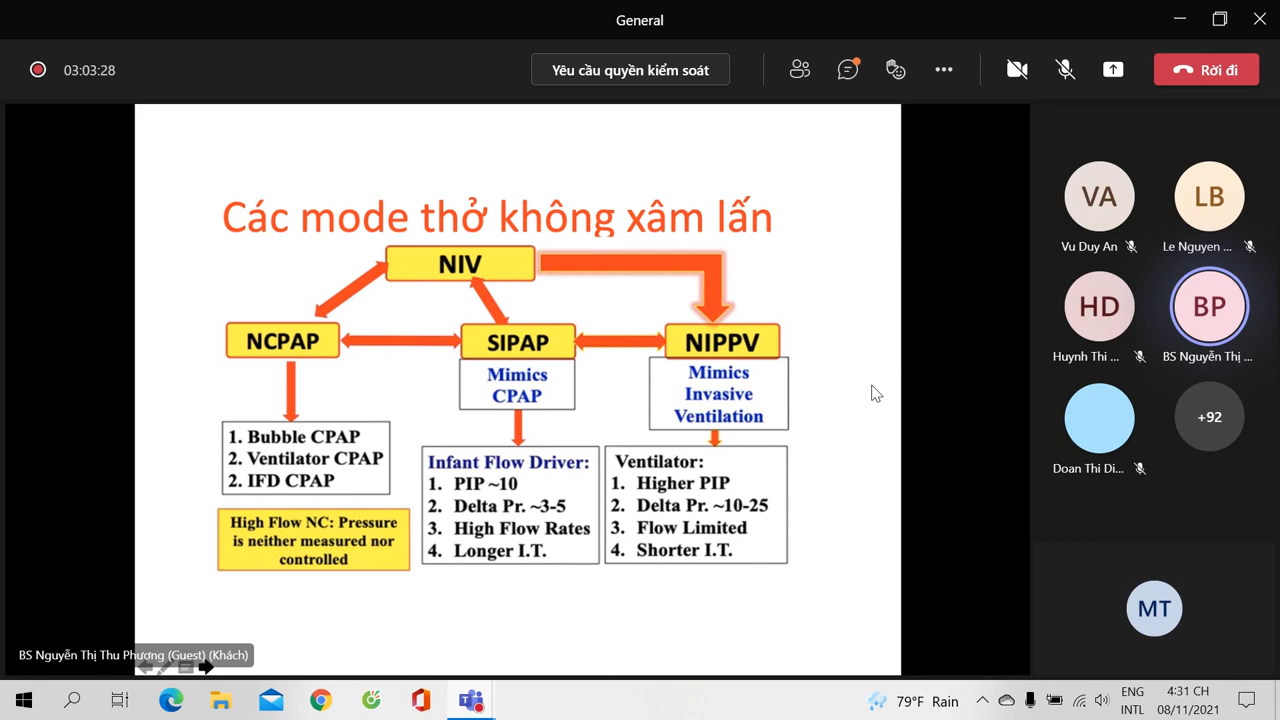 General
03:03:28
Yêu cầu quyền kiểm soát
Rời đi
Các mode thở không xâm lấn
NIV
NCPAP
SIPAP
NIPPV
Mimics
CPAP
Mimics
Invasive
Ventilation
1. Bubble CPAP
2. Ventilator CPAP
2. IFD CPAP
High Flow NC: Pressure
is neither measured nor
controlled
Infant Flow Driver:
1. PIP ~10
2. Delta Pr. ~3-5
3. High Flow Rates
4. Longer I.T.
Ventilator:
1. Higher PIP
2. Delta Pr. ~10-25
3. Flow Limited
4. Shorter I.T.
VA
Vu Duy An
LB
Le Nguyen ...
HD
Huynh Thi ...
BP
BS Nguyễn Thị ...
Doan Thi Di...
+92
MT
BS Nguyễn Thị Thu Phương (Guest) (Khách)
79°F Rain
ENG
INTL
4:31 CH
08/11/2021